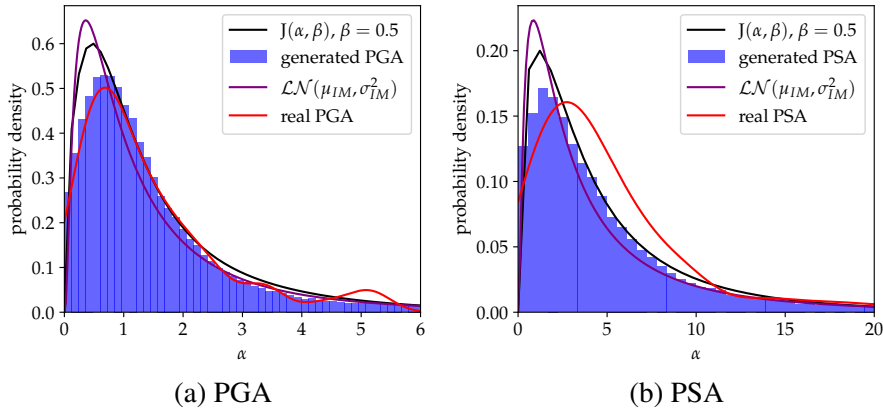 J(α, β), β = 0.5
generated PGA
ℒ𝒩(μ_IM, σ²_IM)
real PGA
probability density
0.6
0.5
0.4
0.3
0.2
0.1
0.0
0 1 2 3 4 5 6
α
(a) PGA
J(α, β), β = 0.5
generated PSA
ℒ𝒩(μ_IM, σ²_IM)
real PSA
probability density
0.20
0.15
0.10
0.05
0.00
0 5 10 15 20
α
(b) PSA